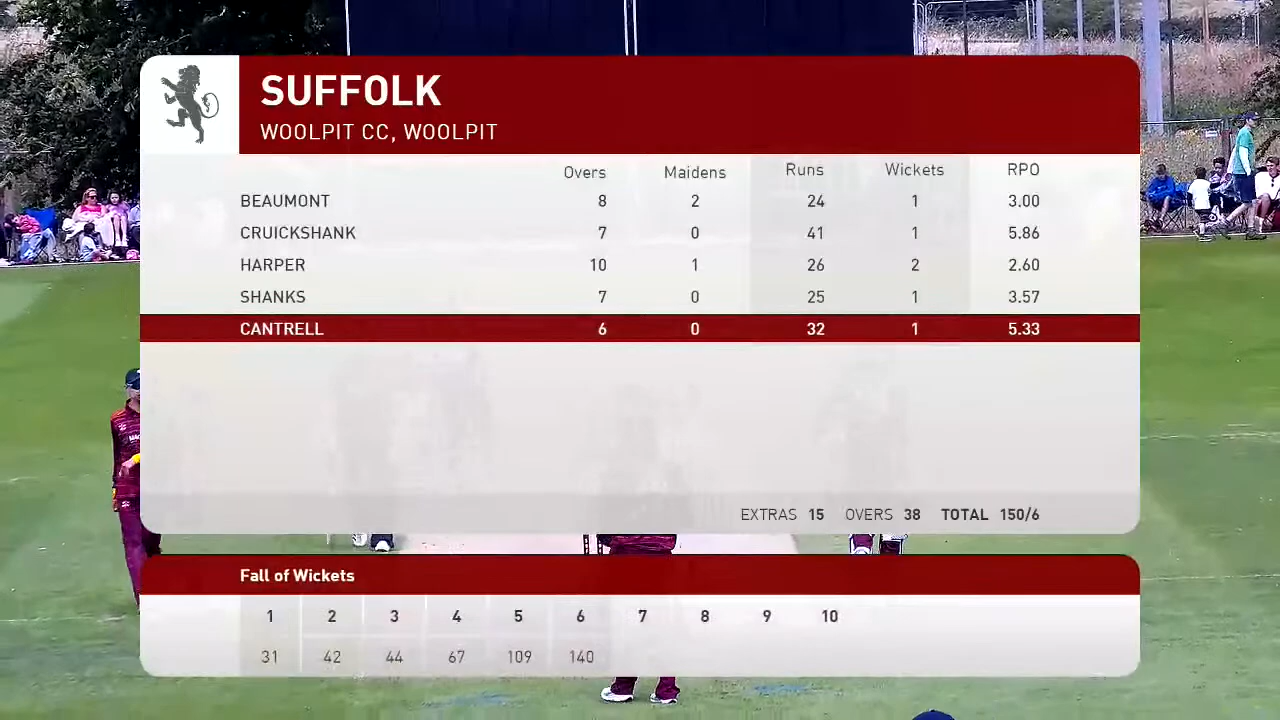 SUFFOLK
WOOLPIT CC, WOOLPIT
Overs Maidens Runs Wickets RPO
BEAUMONT 8 2 24 1 3.00
CRUICKSHANK 7 0 41 1 5.86
HARPER 10 1 26 2 2.60
SHANKS 7 0 25 1 3.57
CANTRELL 6 0 32 1 5.33
EXTRAS 15 OVERS 38 TOTAL 150/6
Fall of Wickets
1 2 3 4 5 6 7 8 9 10
31 42 44 67 109 140